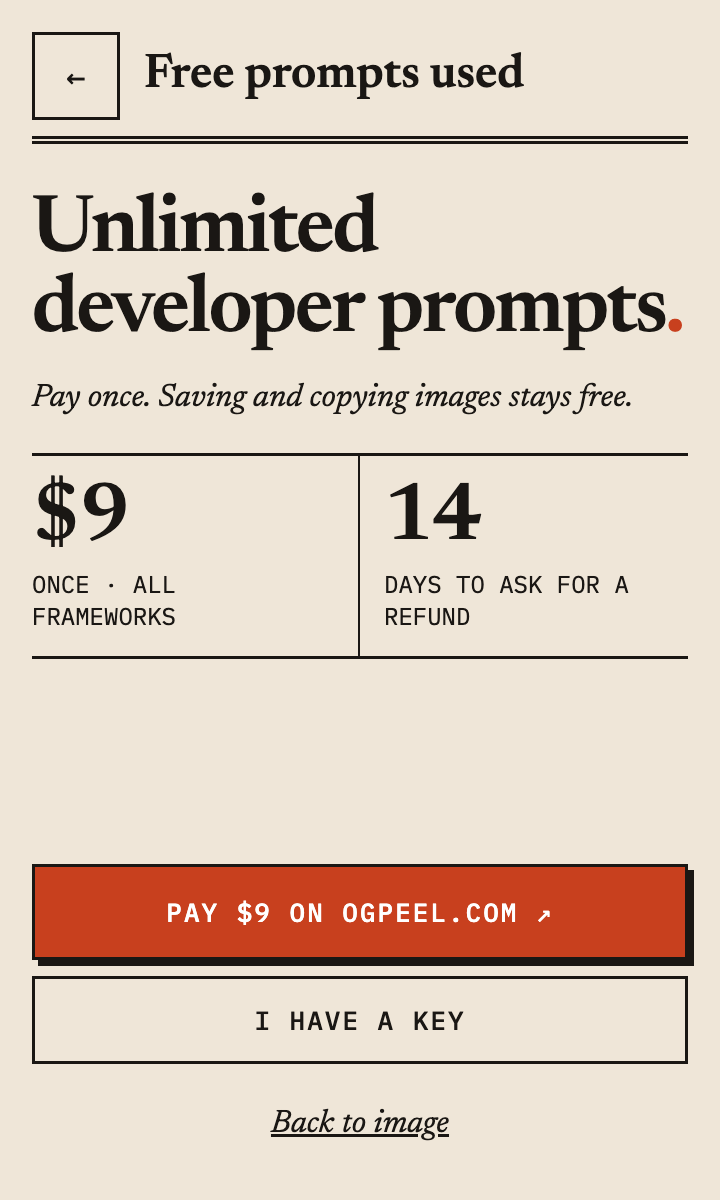 ←
Free prompts used
Unlimited
developer prompts.
Pay once. Saving and copying images stays free.
$9
ONCE · ALL
FRAMEWORKS
14
DAYS TO ASK FOR A
REFUND
PAY $9 ON OGPEEL.COM ↗
I HAVE A KEY
Back to image